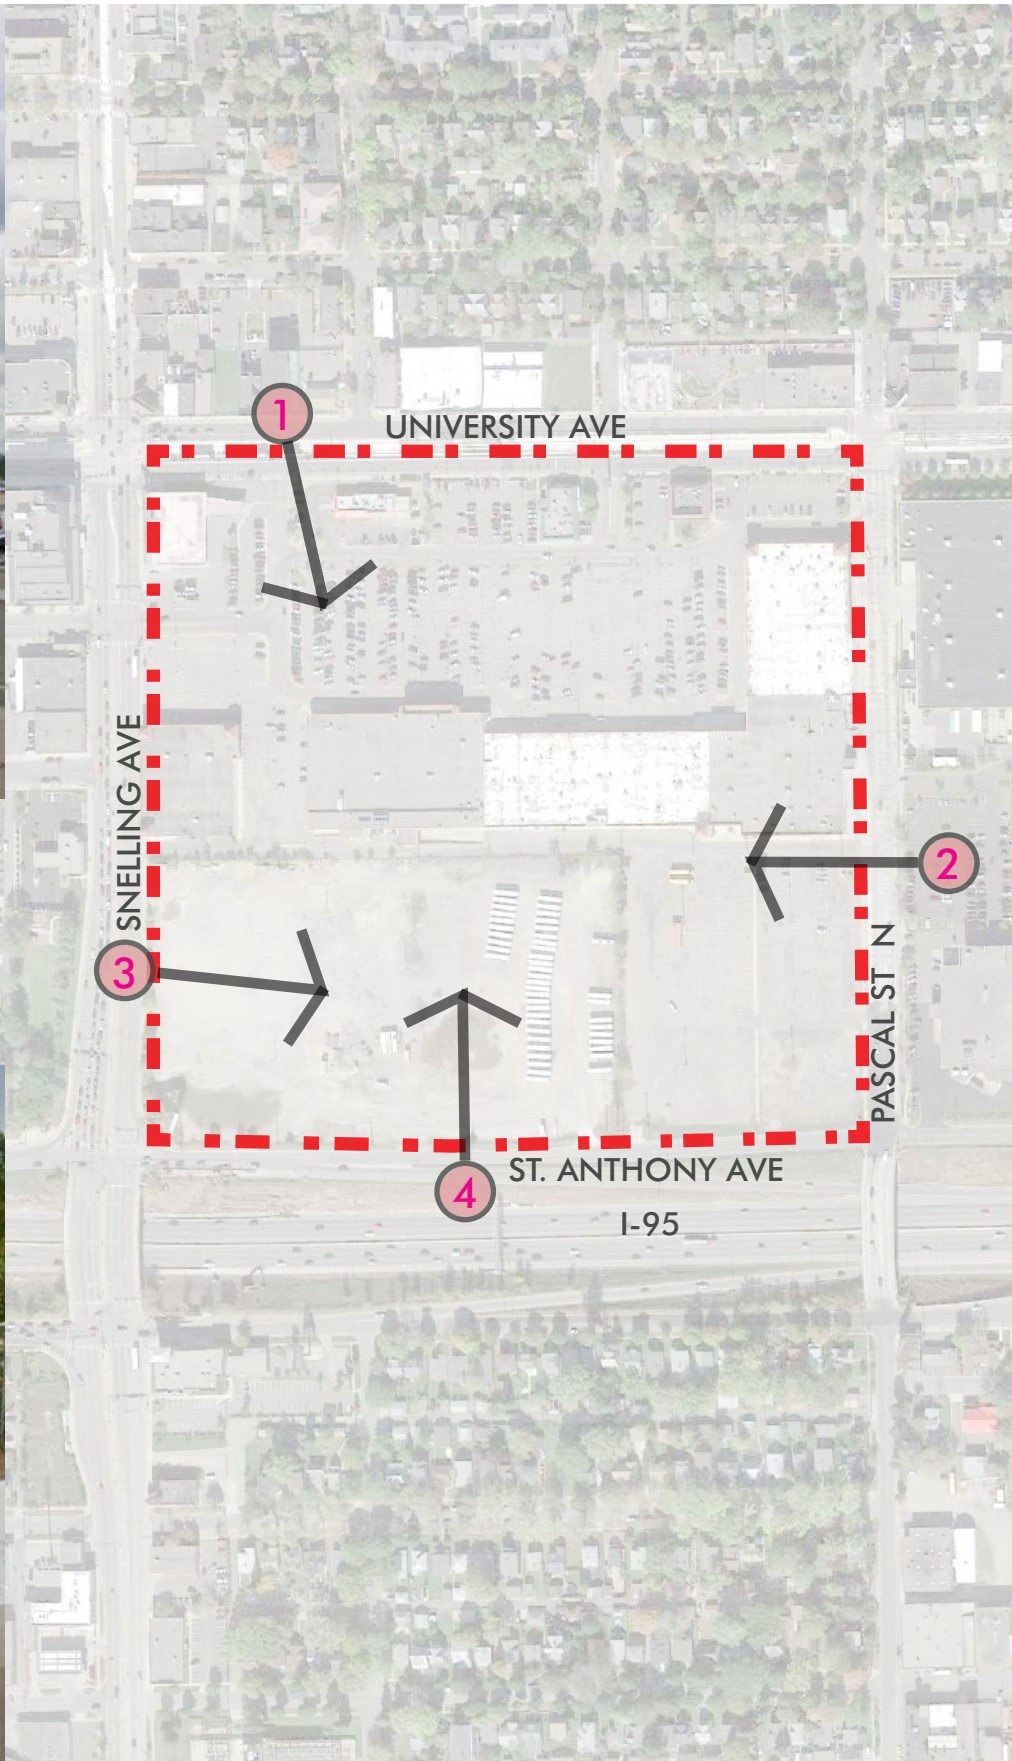 1
UNIVERSITY AVE
SNELLING AVE
2
3
PASCAL ST N
ST. ANTHONY AVE
4
I-95